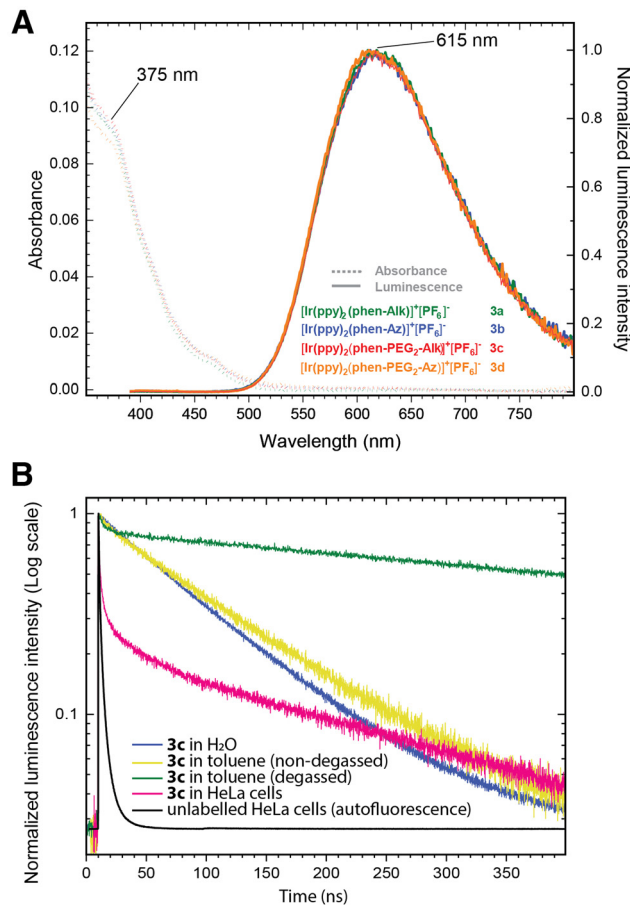 A
375 nm
615 nm
0.12
0.10
0.08
0.06
0.04
0.02
0.00
Absorbance
1.0
0.8
0.6
0.4
0.2
0.0
Normalized luminescence intensity
Absorbance
Luminescence
[Ir(ppy)₂(phen-Alk)]⁺[PF₆]⁻ 3a
[Ir(ppy)₂(phen-Az)]⁺[PF₆]⁻ 3b
[Ir(ppy)₂(phen-PEG₂-Alk)]⁺[PF₆]⁻ 3c
[Ir(ppy)₂(phen-PEG₂-Az)]⁺[PF₆]⁻ 3d
400 450 500 550 600 650 700 750
Wavelength (nm)
B
Normalized luminescence intensity (Log scale)
1
0.1
3c in H₂O
3c in toluene (non-degassed)
3c in toluene (degassed)
3c in HeLa cells
unlabelled HeLa cells (autofluorescence)
0 50 100 150 200 250 300 350
Time (ns)